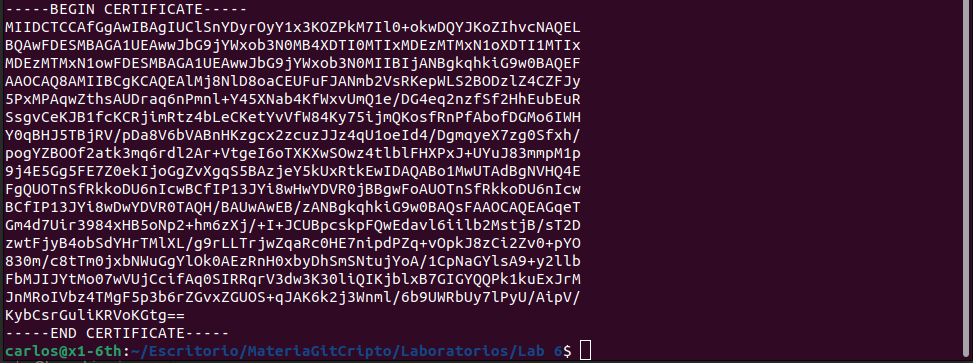 -----BEGIN CERTIFICATE-----
MIIDCTCCAfGgAwIBAgIUClSnYDyrOyY1x3KOZPkM7Il0+okwDQYJKoZIhvcNAQEL
BQAwFDESMBAGA1UEAwwJbG9jYWxob3N0MB4XDTI0MTIxMDEzMTMxN1oXDTI1MTIx
MDEzMTMxN1owFDESMBAGA1UEAwwJbG9jYWxob3N0MIIBIjANBgkqhkiG9w0BAQEF
AAOCAQ8AMIIBCgKCAQEAlMj8NlD8oaCEUFuFJANmb2VsRKepWLS2BODzlZ4CZFJy
5PxMPAqwZthsAUDraq6nPmnl+Y45XNab4KfWxvUmQ1e/DG4eq2nzfSf2HhEubEuR
SsgvCeKJB1fcKCRjimRtz4bLeCKetYvVfW84Ky75ijmQKosfRnPfAbofDGMo6IWH
Y0qBHJ5TBjRV/pDa8V6bVABnHKzgcx2zcuzJJz4qU1oeId4/DgmqyeX7zg0Sfxh/
pogYZBOOf2atk3mq6rdl2Ar+VtgeI6oTXKXwSOwz4tlblFHXPxJ+UYuJ83mmpM1p
9j4E5Gg5FE7Z0ekIjoGgZvXgqS5BAzjeY5kUxRtkEwIDAQABo1MwUTAdBgNVHQ4E
FgQUOTnSfRkkoDU6nIcwBCfIP13JYi8wHwYDVR0jBBgwFoAUOTnSfRkkoDU6nIcw
BCfIP13JYi8wDwYDVR0TAQH/BAUwAwEB/zANBgkqhkiG9w0BAQsFAAOCAQEAGqeT
Gm4d7Uir3984xHB5oNp2+hm6zXj/+I+JCUBpcskpFQwEdavl6iilb2MstjB/sT2D
zwtFjyB4obSdYHrTMlXL/g9rLLTrjWZqaRc0HE7nipdPZq+vOpkJ8zCi2Zv0+pYO
830m/c8tTm0jxbNWuGgYlOk0AEzRnH0xbyDhSmSNtujYoA/1CpNaGYlsA9+y2llb
FbMJIJYtMo07wVUjCcifAq0SIRRqrV3dw3K30liQIKjblxB7GIGYQQPk1kuExJrM
JnMRoIVbz4TMgF5p3b6rZGvxZGUOS+qJAK6k2j3Wnml/6b9UWRbUy7lPyU/AipV/
KybCsrGuliKRVoKGtg==
-----END CERTIFICATE-----
carlos@x1-6th:~/Escritorio/MateriaGitCripto/Laboratorios/Lab 6$